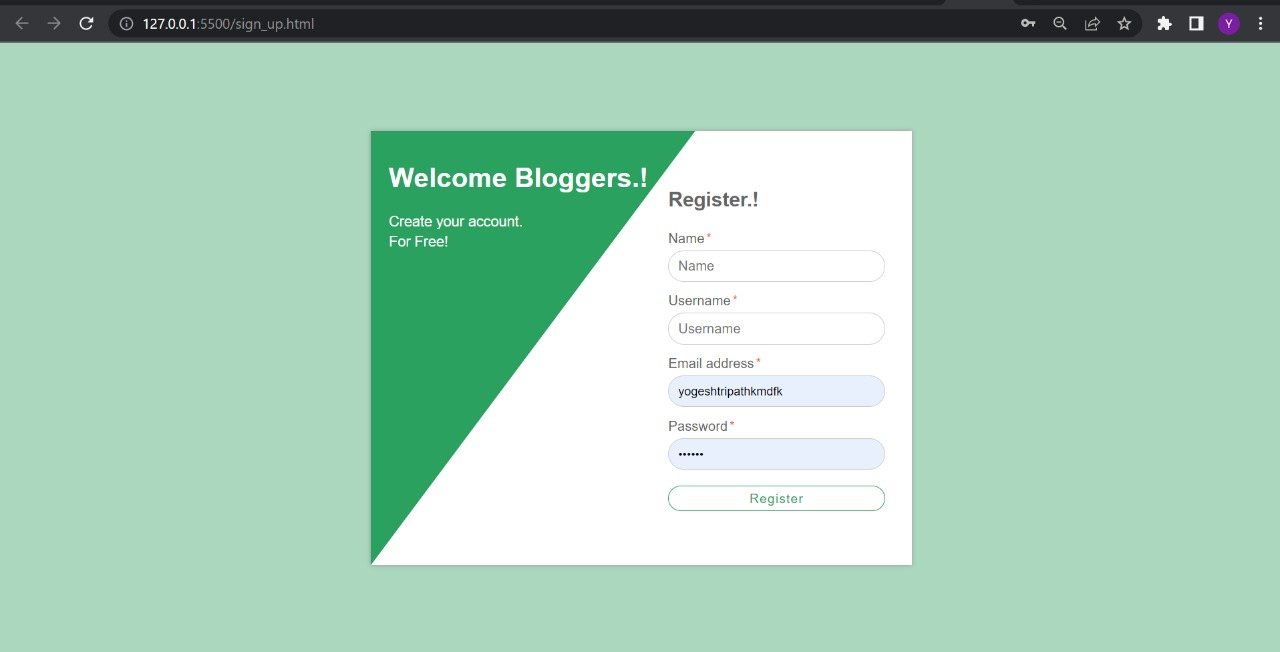 127.0.0.1:5500/sign_up.html
Y
Welcome Bloggers.!
Create your account.
For Free!
Register.!
Name*
Name
Username*
Username
Email address*
yogeshtripathkmdfk
Password*
••••••
Register